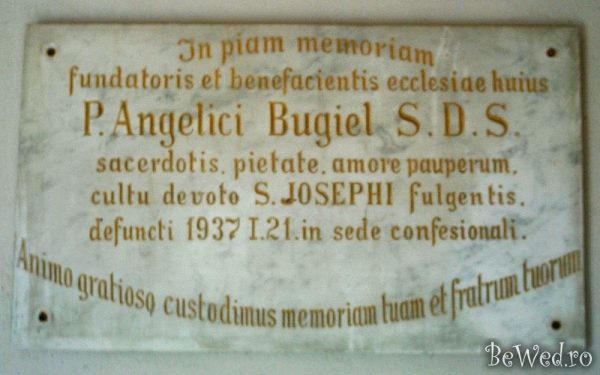 In piam memoriam
fundatoris et benefacientis ecclesiae huius
P. Angelici Bugiel S.D.S.
sacerdotis, pietate, amore pauperum,
cultu devoto S. JOSEPHI fulgentis,
defuncti 1937 I.21. in sede confesionali.
Animo gratioso custodimus memoriam tuam et fratrum tuorum
BeWed.ro